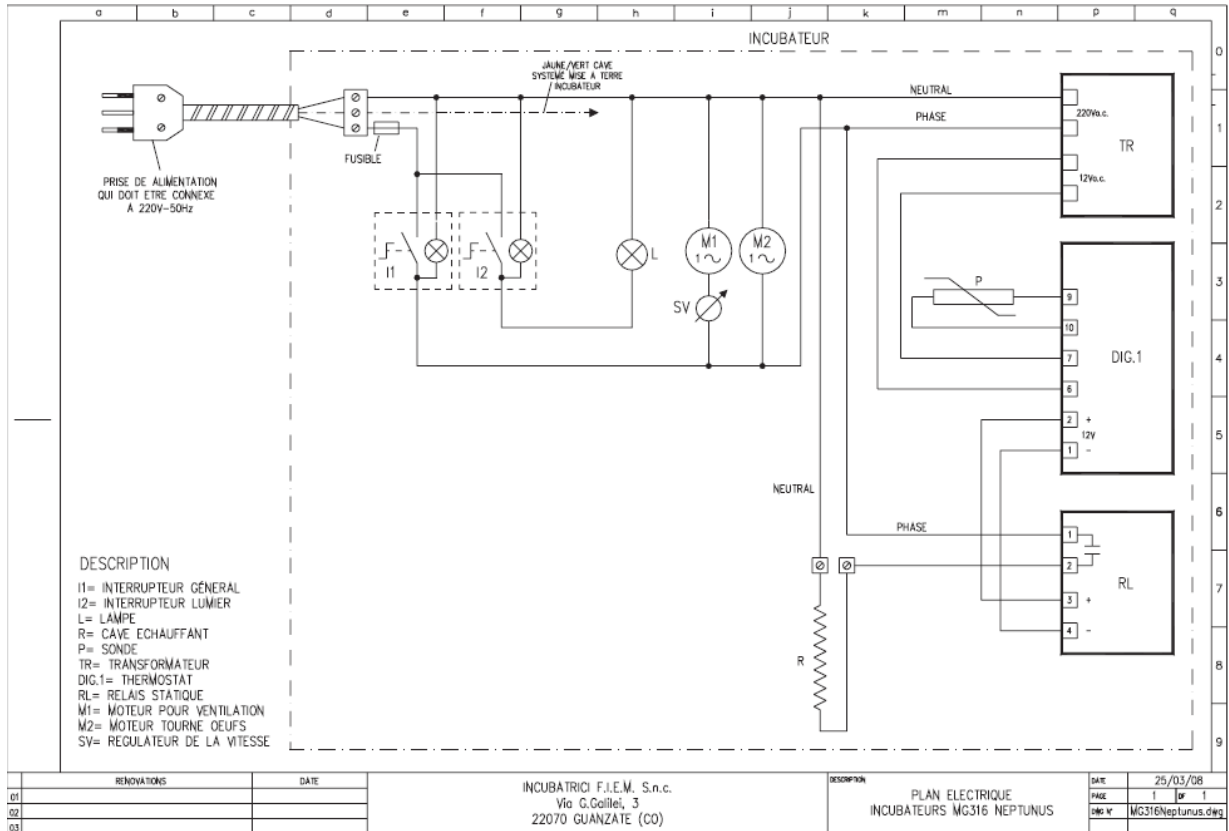 a b c d e f g h i j k m n p q
INCUBATEUR
0
JAUNE/VERT CAVE
SYSTEMÉ MISE A TERRE
INCUBATEUR
NEUTRAL
220Va.c.
PHASE
1
TR
FUSIBLE
12Va.c.
PRISE DE ALIMENTATION
QUI DOIT ETRE CONNEXE
A 220V-50Hz
2
I1
I2
L
M1
1~
M2
1~
SV
P
3
9
10
7
DIG.1
4
6
2 +
12V
1 -
5
NEUTRAL
6
PHASE
1
2
RL
7
3 +
4 -
R
8
9
DESCRIPTION
I1= INTERRUPTEUR GÉNERAL
I2= INTERRUPTEUR LUMIER
L= LAMPE
R= CAVE ECHAUFFANT
P= SONDE
TR= TRANSFORMATEUR
DIG.1= THERMOSTAT
RL= RELAIS STATIQUE
M1= MOTEUR POUR VENTILATION
M2= MOTEUR TOURNE OEUFS
SV= REGULATEUR DE LA VITESSE
RENOVATIONS DATE
01
02
03
INCUBATRICI F.I.E.M. S.n.c.
Via G.Galilei, 3
22070 GUANZATE (CO)
DESCRIPTION
PLAN ELECTRIQUE
INCUBATEURS MG316 NEPTUNUS
DATE 25/03/08
PAGE 1 OF 1
DWG N° MG316Neptunus.dwg